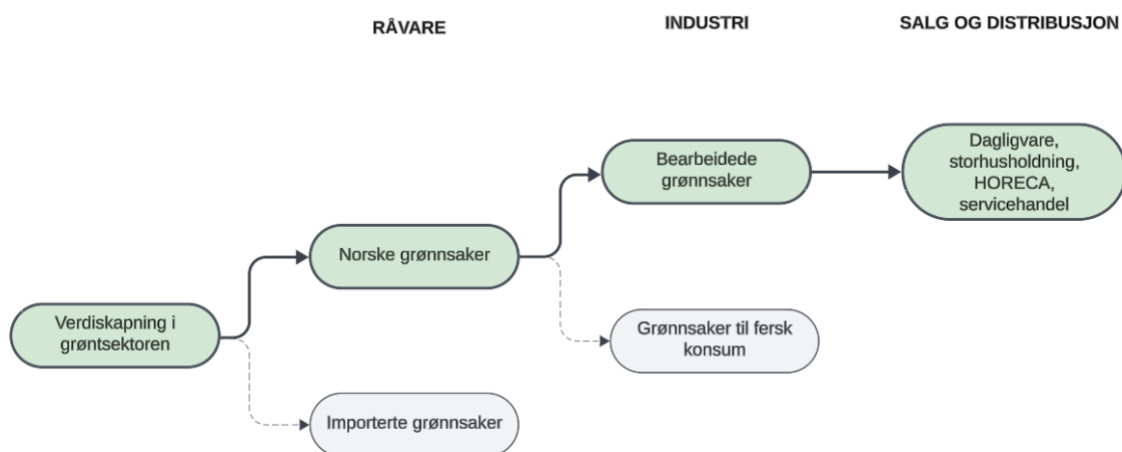 RÅVARE
INDUSTRI
SALG OG DISTRIBUSJON
Dagligvare,
storhusholdning,
HORECA,
servicehandel
Bearbeidede
grønnsaker
Norske grønnsaker
Verdiskapning i
grøntsektoren
Grønnsaker til fersk
konsum
Importerte grønnsaker